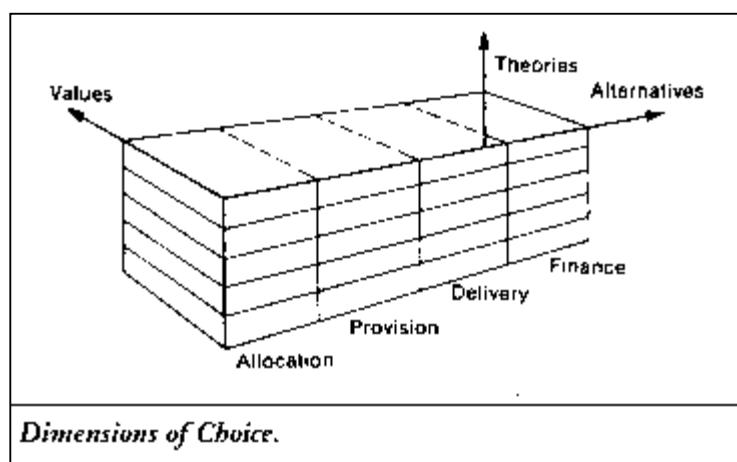 Theories
Values
Alternatives
Finance
Delivery
Provision
Allocation
Dimensions of Choice.